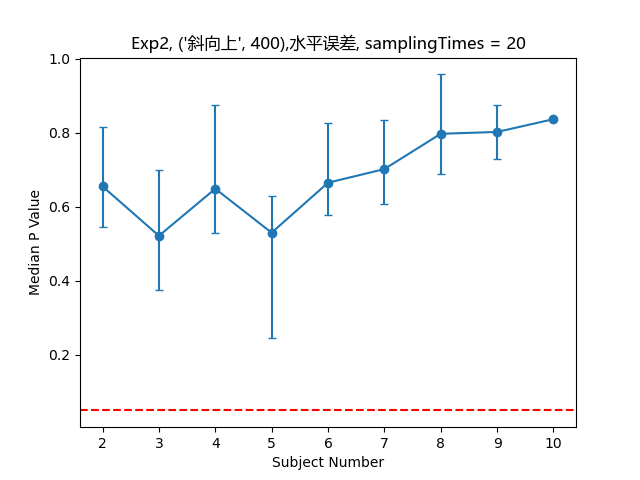 Exp2, ('斜向上', 400),水平误差, samplingTimes = 20
1.0
0.8
0.6
0.4
0.2
Median P Value
2 3 4 5 6 7 8 9 10
Subject Number